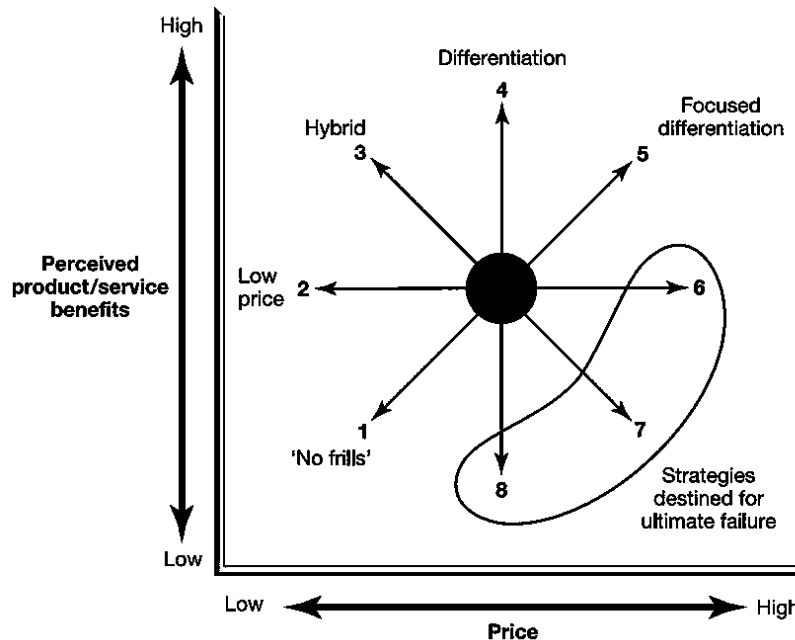 High
Differentiation
4
Focused
differentiation
5
Hybrid
3
Perceived
product/service
benefits
Low
price
2
6
1
'No frills'
7
8
Strategies
destined for
ultimate failure
Low
Low
High
Price